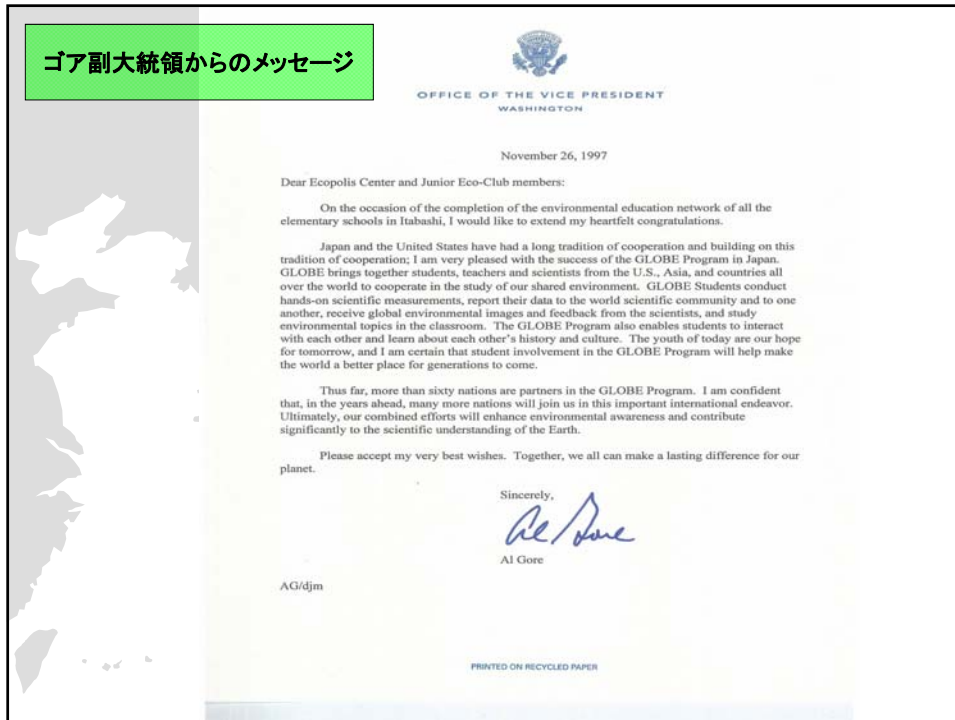 ゴア副大統領からのメッセージ
OFFICE OF THE VICE PRESIDENT
WASHINGTON
November 26, 1997
Dear Ecopolis Center and Junior Eco-Club members:
On the occasion of the completion of the environmental education network of all the
elementary schools in Itabashi, I would like to extend my heartfelt congratulations.
Japan and the United States have had a long tradition of cooperation and building on this
tradition of cooperation; I am very pleased with the success of the GLOBE Program in Japan.
GLOBE brings together students, teachers and scientists from the U.S., Asia, and countries all
over the world to cooperate in the study of our shared environment. GLOBE Students conduct
hands-on scientific measurements, report their data to the world scientific community and to one
another, receive global environmental images and feedback from the scientists, and study
environmental topics in the classroom. The GLOBE Program also enables students to interact
with each other and learn about each other's history and culture. The youth of today are our hope
for tomorrow, and I am certain that student involvement in the GLOBE Program will help make
the world a better place for generations to come.
Thus far, more than sixty nations are partners in the GLOBE Program. I am confident
that, in the years ahead, many more nations will join us in this important international endeavor.
Ultimately, our combined efforts will enhance environmental awareness and contribute
significantly to the scientific understanding of the Earth.
Please accept my very best wishes. Together, we all can make a lasting difference for our
planet.
Sincerely,
Al Gore
Al Gore
AG/djm
PRINTED ON RECYCLED PAPER